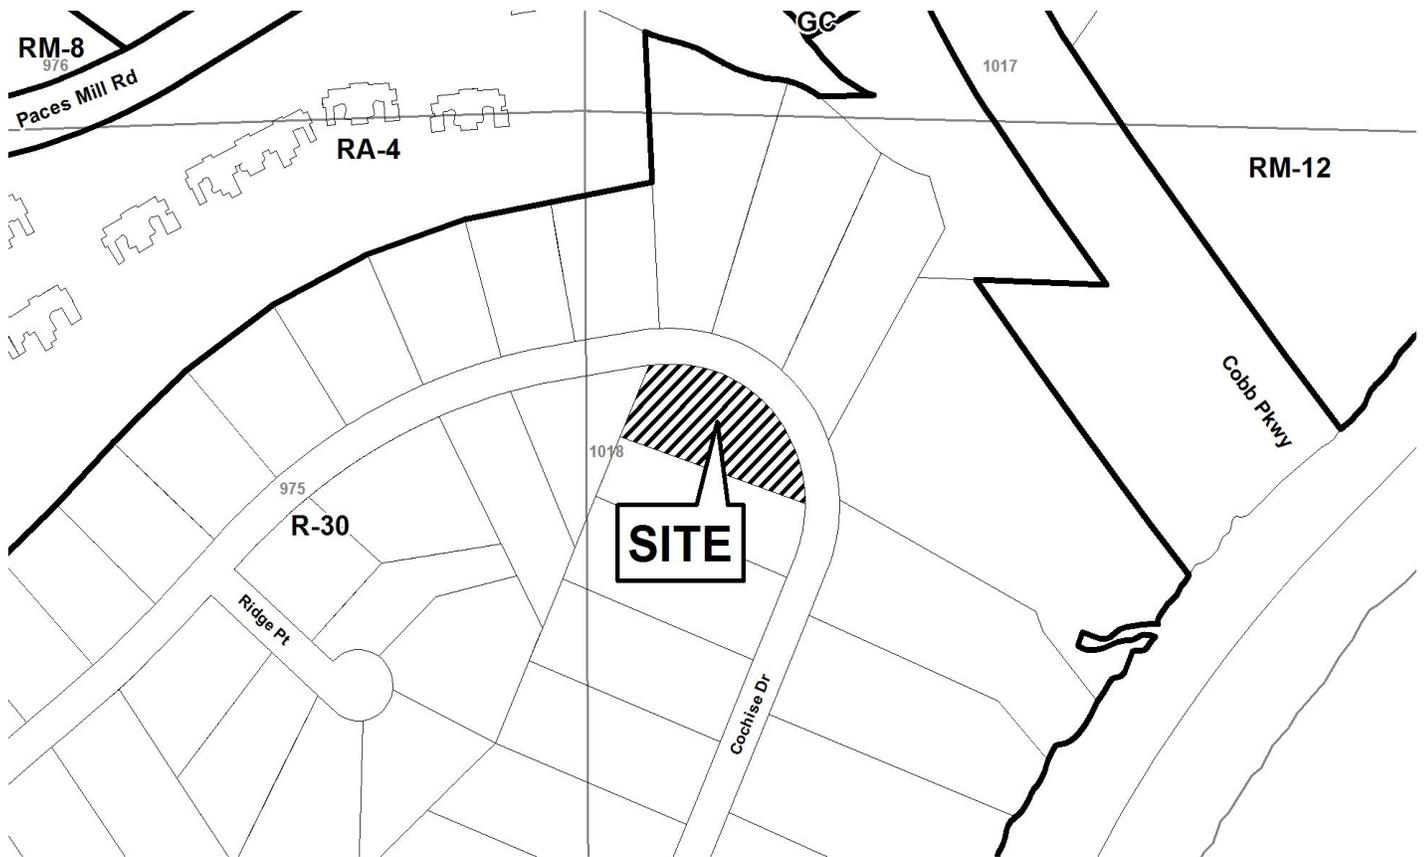 GC
RM-8
976
1017
Paces Mill Rd
RA-4
RM-12
Cobb Pkwy
1018
975
R-30
SITE
Ridge Pt
Cochise Dr